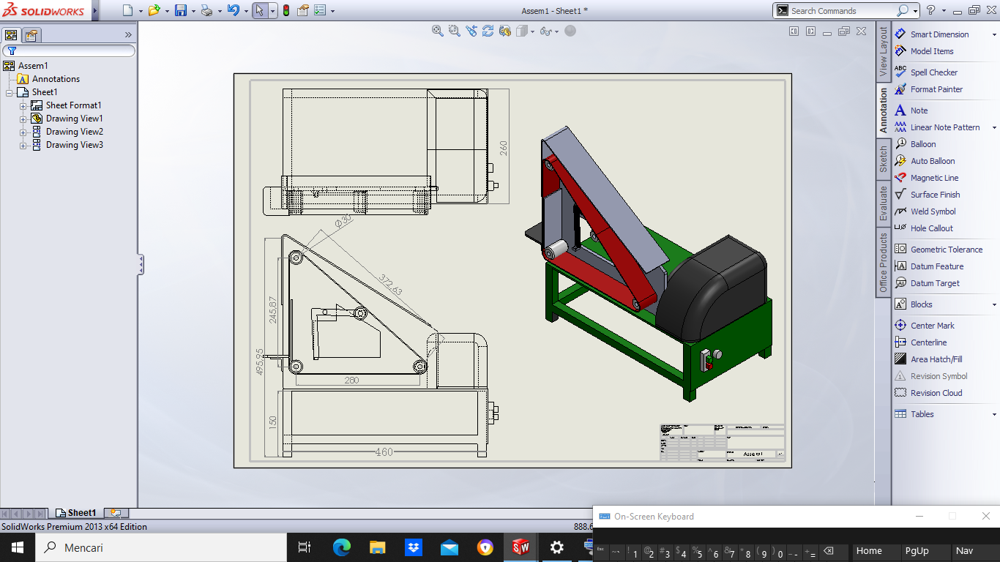 SOLIDWORKS
Assem1 - Sheet1 *
Search Commands
?
Assem1
Annotations
Sheet1
Sheet Format1
Drawing View1
Drawing View2
Drawing View3
260
Φ30
372,63
245,87
495,95
280
150
460
Assem1
View Layout
Annotation
Sketch
Evaluate
Office Products
Smart Dimension
Model Items
ABC
Spell Checker
Format Painter
A Note
Linear Note Pattern
Balloon
Auto Balloon
Magnetic Line
Surface Finish
Weld Symbol
Hole Callout
Geometric Tolerance
Datum Feature
Datum Target
Blocks
Center Mark
Centerline
Area Hatch/Fill
Revision Symbol
Revision Cloud
Tables
Sheet1
SolidWorks Premium 2013 x64 Edition
888.6
On-Screen Keyboard
Mencari
SW
Esc ~ ` ! 1 @ 2 # 3 $ 4 % 5 ^ 6 & 7 * 8 ( 9 ) 0 _ - + = Home PgUp Nav